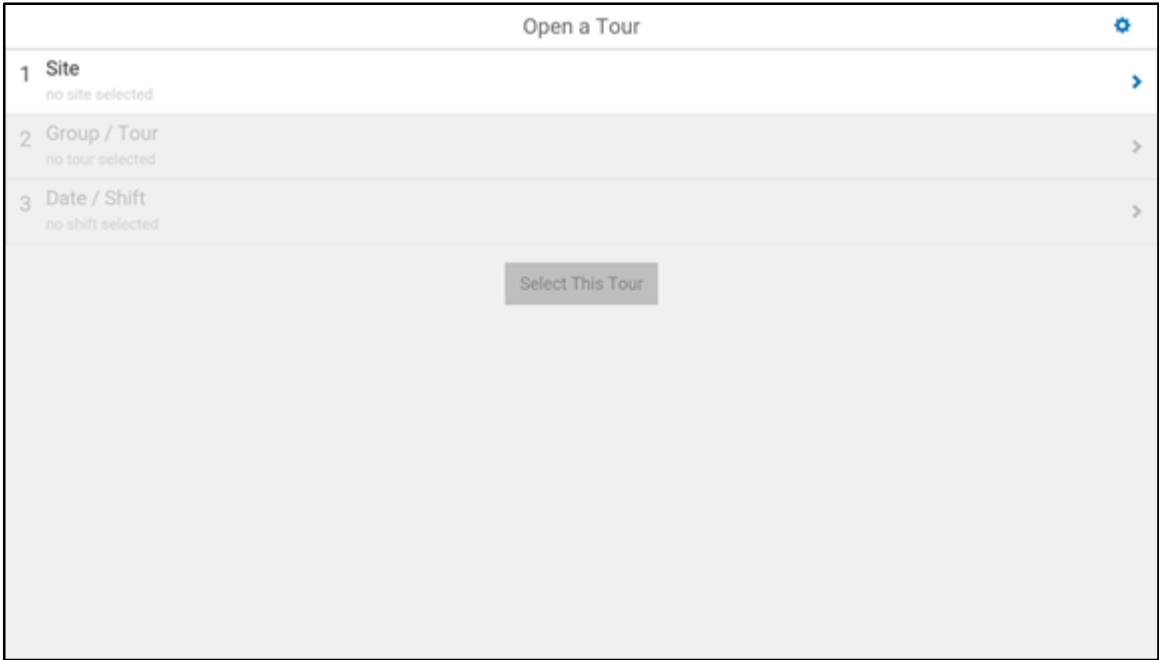 Open a Tour
1 Site
no site selected
2 Group / Tour
no tour selected
3 Date / Shift
no shift selected
Select This Tour